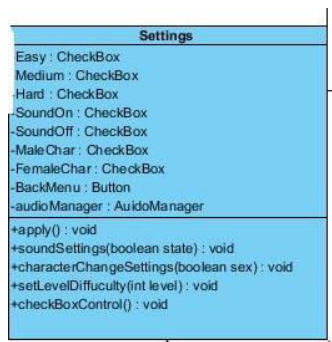 Settings
-Easy : CheckBox
-Medium : CheckBox
-Hard : CheckBox
-SoundOn : CheckBox
-SoundOff : CheckBox
-MaleChar : CheckBox
-FemaleChar : CheckBox
-BackMenu : Button
-audioManager : AuidoManager
+apply() : void
+soundSettings(boolean state) : void
+characterChangeSettings(boolean sex) : void
+setLevelDiffuculty(int level) : void
+checkBoxControl() : void